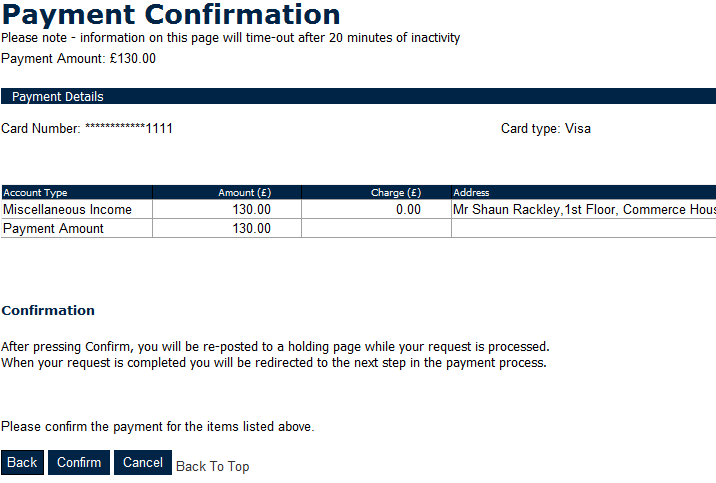 Payment Confirmation
Please note - information on this page will time-out after 20 minutes of inactivity
Payment Amount: £130.00
Payment Details
Card Number: ************1111 Card type: Visa
Account Type Amount (£) Charge (£) Address
Miscellaneous Income 130.00 0.00 Mr Shaun Rackley,1st Floor, Commerce
Payment Amount 130.00
Confirmation
After pressing Confirm, you will be re-posted to a holding page while your request is processed.
When your request is completed you will be redirected to the next step in the payment process.
Please confirm the payment for the items listed above.
Back Confirm Cancel Back To Top